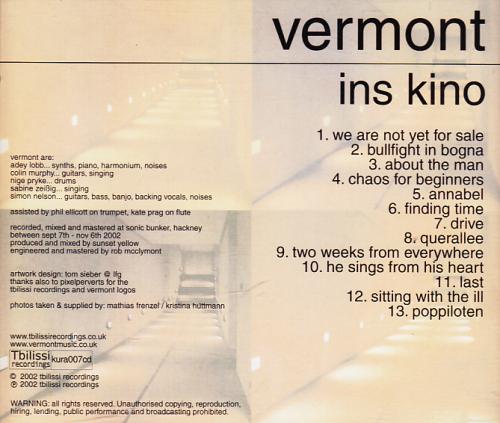 vermont
ins kino
1. we are not yet for sale
2. bullfight in bogna
3. about the man
4. chaos for beginners
5. annabel
6. finding time
7. drive
8. querallee
9. two weeks from everywhere
10. he sings from his heart
11. last
12. sitting with the ill
13. poppiloten
vermont are:
adey lobb... synths, piano, harmonium, noises
colin murphy... guitars, singing
nige pryke... drums
sabine zeißig... singing
simon nelson... guitars, bass, banjo, backing vocals, noises
assisted by phil ellicott on trumpet, kate prag on flute
recorded, mixed and mastered at sonic bunker, hackney
between sept 7th - nov 6th 2002
produced and mixed by sunset yellow
engineered and mastered by rob mcclymont
artwork design: tom sieber @ lfg
thanks also to pixelperverts for the
tbilissi recordings and vermont logos
photos taken & supplied by: mathias frenzel / kristina hüttmann
www.tbilissirecordings.co.uk
www.vermontmusic.co.uk
Tbilissi
recordings
kura007cd
© 2002 tbilissi recordings
℗ 2002 tbilissi recordings
WARNING: all rights reserved. Unauthorised copying, reproduction,
hiring, lending, public performance and broadcasting prohibited.